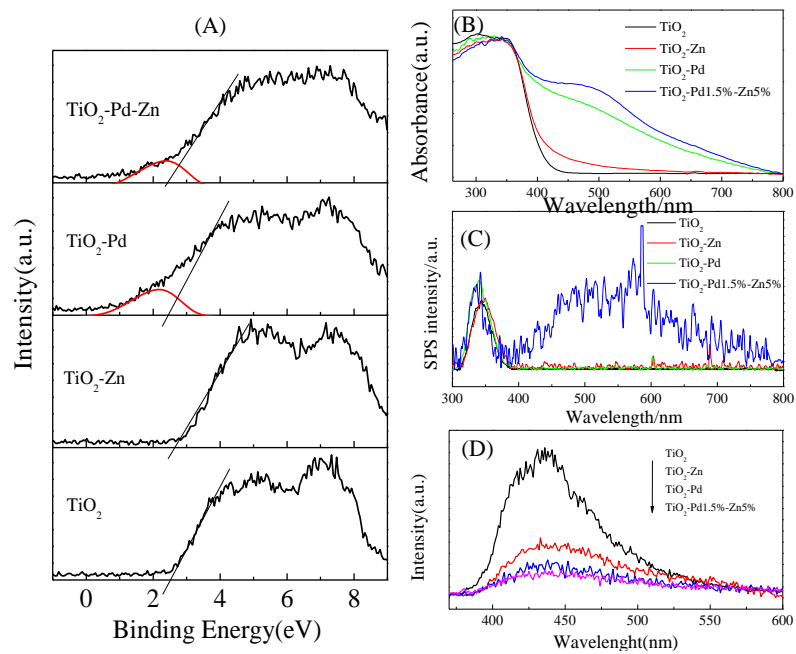 (A)
TiO2-Pd-Zn
TiO2-Pd
TiO2-Zn
TiO2
Intensity(a.u.)
0 2 4 6 8
Binding Energy(eV)
(B)
TiO2
TiO2-Zn
TiO2-Pd
TiO2-Pd1.5%-Zn5%
Absorbance(a.u.)
300 400 500 600 700 800
Wavelength/nm
(C)
TiO2
TiO2-Zn
TiO2-Pd
TiO2-Pd1.5%-Zn5%
SPS intensity/a.u.
300 400 500 600 700 800
Wavelength/nm
(D)
TiO2
TiO2-Zn
TiO2-Pd
TiO2-Pd1.5%-Zn5%
Intensity(a.u.)
400 450 500 550 600
Wavelenght(nm)